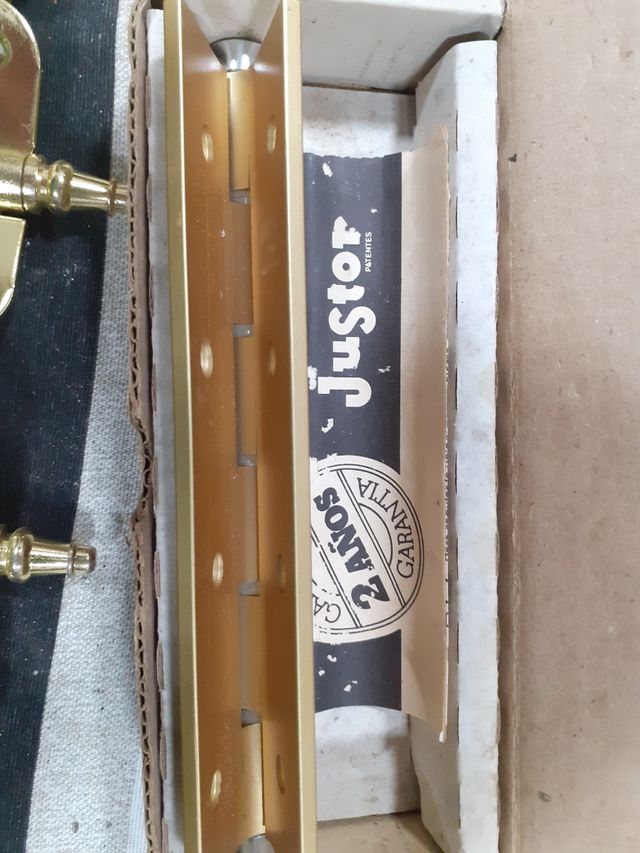 Justor
PATENTES
GARANTIA
2 AÑOS